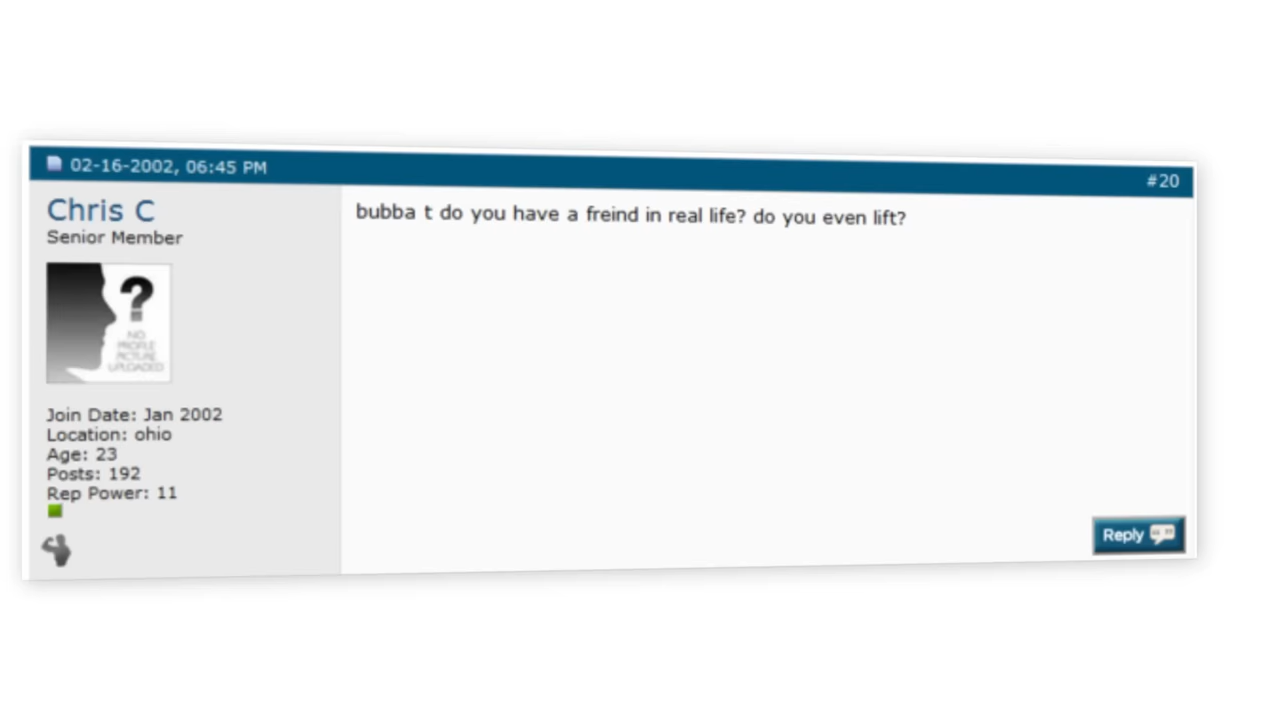 02-16-2002, 06:45 PM
#20
Chris C
Senior Member
bubba t do you have a freind in real life? do you even lift?
?
NO
PROFILE
PICTURE
UPLOADED
Join Date: Jan 2002
Location: ohio
Age: 23
Posts: 192
Rep Power: 11
Reply